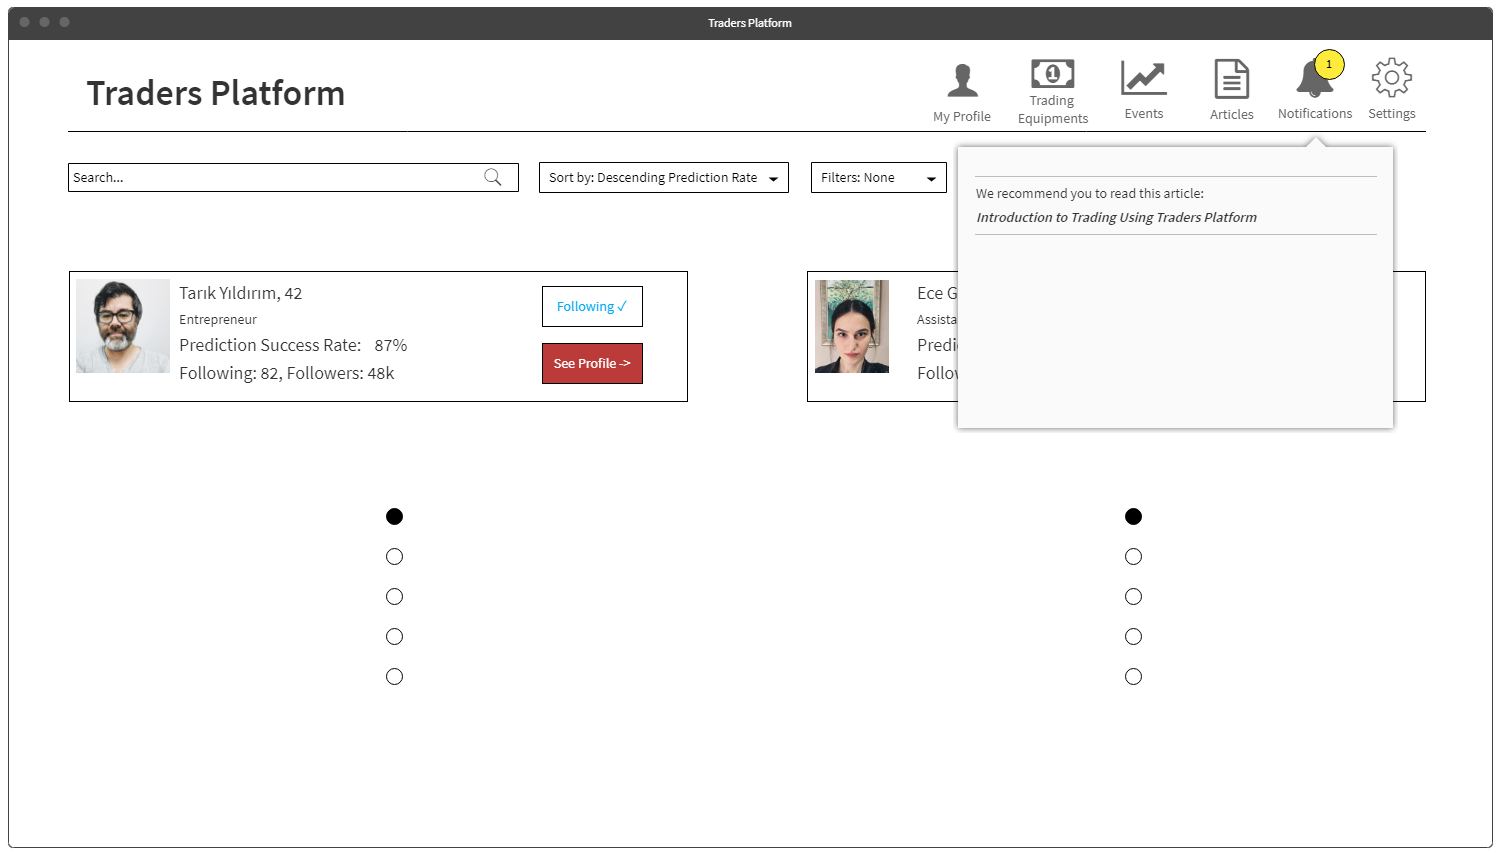 Traders Platform
Traders Platform
My Profile
Trading
Equipments
Events
Articles
Notifications
1
Settings
Search...
Sort by: Descending Prediction Rate
Filters: None
We recommend you to read this article:
Introduction to Trading Using Traders Platform
Tarık Yıldırım, 42
Entrepreneur
Prediction Success Rate: 87%
Following: 82, Followers: 48k
Following ✓
See Profile ->
Ece G
Assista
Predi
Follow